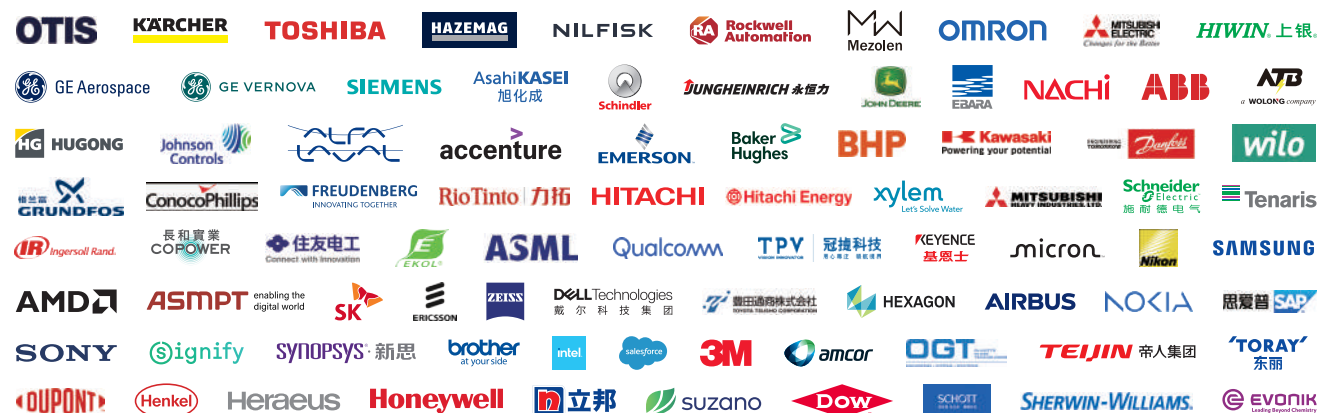 OTIS
KÄRCHER
TOSHIBA
HAZEMAG
NILFISK
RA Rockwell
Automation
Mezolen
OMRON
MITSUBISHI
ELECTRIC
Changes for the Better
HIWIN® 上银®
GE Aerospace
GE VERNOVA
SIEMENS
AsahiKASEI
旭化成
Schindler
JUNGHEINRICH 永恒力
JOHN DEERE
EBARA
NACHi
ABB
ATB
a WOLONG company
HG HUGONG
Johnson
Controls
ALFA
LAVAL
accenture
EMERSON
Baker
Hughes
BHP
Kawasaki
Powering your potential
ENGINEERING
TOMORROW
Danfoss
wilo
格兰富
GRUNDFOS
ConocoPhillips
FREUDENBERG
INNOVATING TOGETHER
RioTinto 力拓
HITACHI
Hitachi Energy
xylem
Let's Solve Water
MITSUBISHI
HEAVY INDUSTRIES, LTD.
Schneider
Electric
施耐德电气
Tenaris
IR Ingersoll Rand.
長和實業
COPOWER
住友电工
Connect with Innovation
EKOL®
ASML
Qualcomm
TPV 冠捷科技
KEYENCE
基恩士
micron
Nikon
SAMSUNG
AMD
ASMPT enabling the
digital world
SK
ERICSSON
ZEISS
DELLTechnologies
戴尔科技集团
豊田通商株式会社
TOYOTA TSUSHO CORPORATION
HEXAGON
AIRBUS
NOKIA
思爱普 SAP
SONY
signify
SYNOPSYS® 新思
brother
at your side
intel
salesforce
3M
amcor
OGT
TEIJIN 帝人集团
'TORAY'
东丽
DUPONT
Henkel
Heraeus
Honeywell
n 立邦
suzano
DOW
SCHOTT
SHERWIN-WILLIAMS.
EVONIK
Leading Beyond Chemistry